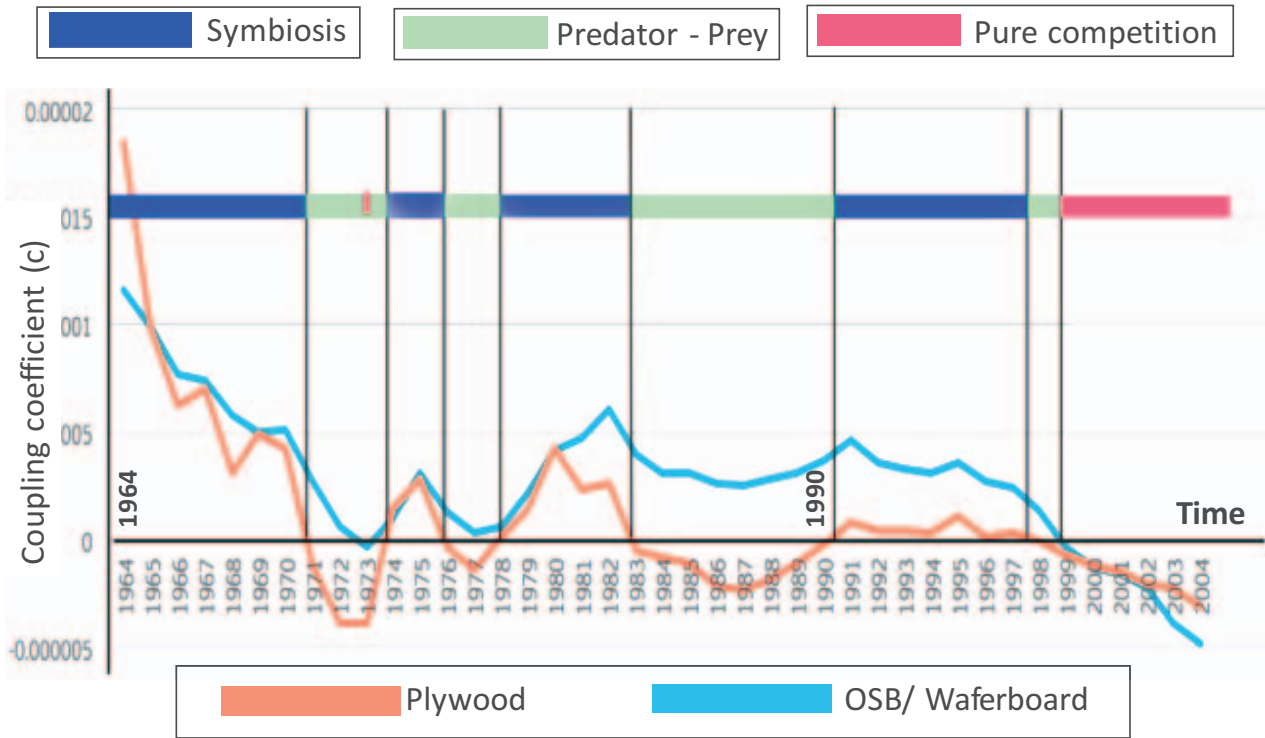 Symbiosis
Predator - Prey
Pure competition
0.00002
015
001
005
0
-0.000005
Coupling coefficient (c)
1964
1990
Time
1964 1965 1966 1967 1968 1969 1970 1971 1972 1973 1974 1975 1976 1977 1978 1979 1980 1981 1982 1983 1984 1985 1986 1987 1988 1989 1990 1991 1992 1993 1994 1995 1996 1997 1998 1999 2000 2001 2002 2003 2004
Plywood
OSB/ Waferboard